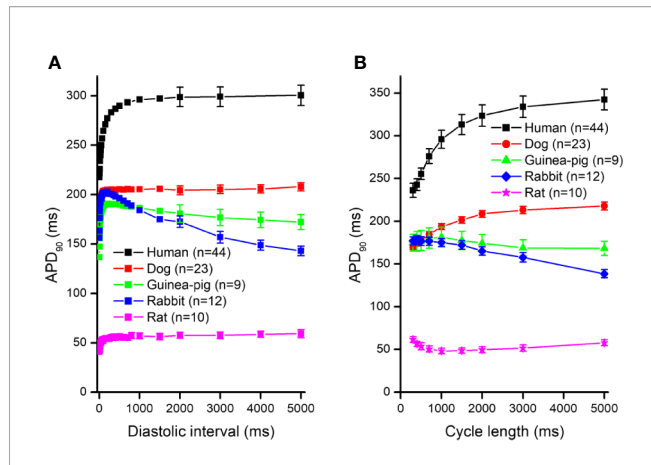 A
300
250
200
150
100
50
0
APD90 (ms)
Human (n=44)
Dog (n=23)
Guinea-pig (n=9)
Rabbit (n=12)
Rat (n=10)
0 1000 2000 3000 4000 5000
Diastolic interval (ms)
B
350
300
250
200
150
100
50
0
APD90 (ms)
Human (n=44)
Dog (n=23)
Guinea-pig (n=9)
Rabbit (n=12)
Rat (n=10)
0 1000 2000 3000 4000 5000
Cycle length (ms)